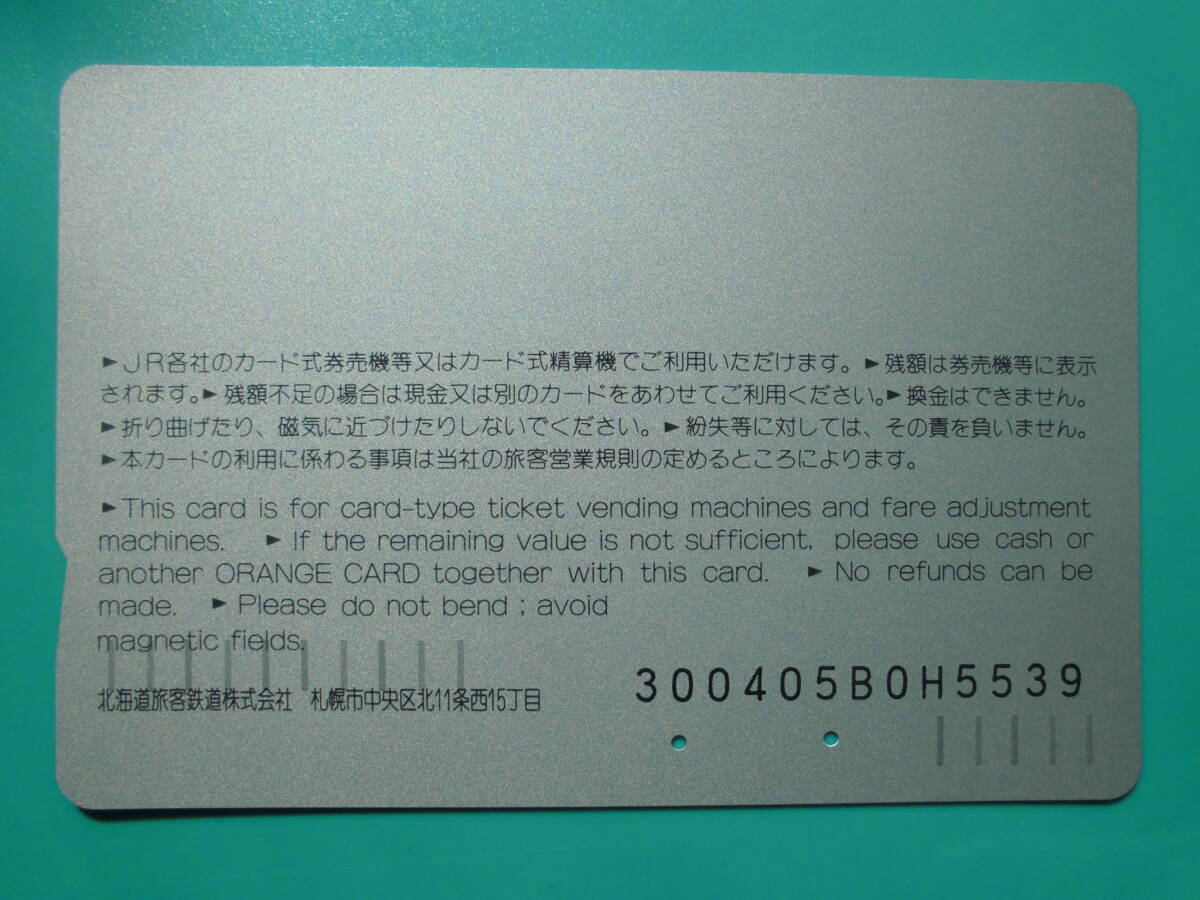 ►JR各社のカード式券売機等又はカード式精算機でご利用いただけます。►残額は券売機等に表示
されます。►残額不足の場合は現金又は別のカードをあわせてご利用ください。►換金はできません。
►折り曲げたり、磁気に近づけたりしないでください。►紛失等に対しては、その責を負いません。
►本カードの利用に係わる事項は当社の旅客営業規則の定めるところによります。
►This card is for card-type ticket vending machines and fare adjustment
machines. ►If the remaining value is not sufficient, please use cash or
another ORANGE CARD together with this card. ►No refunds can be
made. ►Please do not bend; avoid
magnetic fields.
北海道旅客鉄道株式会社 札幌市中央区北11条西15丁目
300405B0H5539